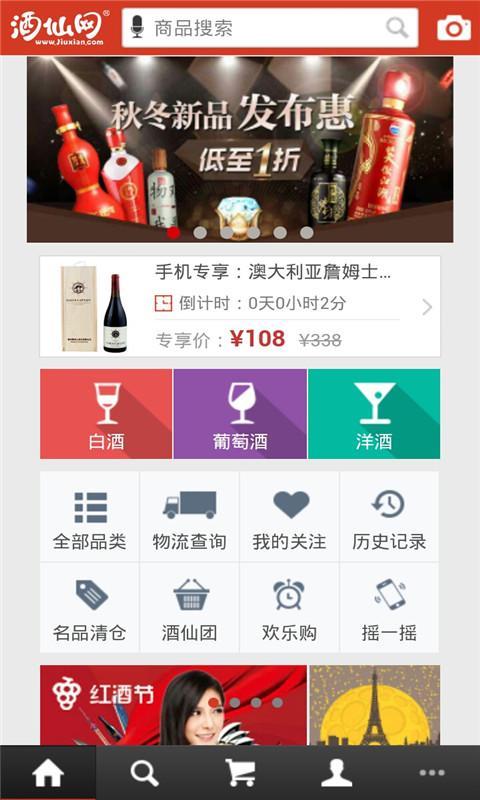 酒仙网®
www.Jiuxian.com
商品搜索
秋冬新品 发布惠
低至1折
手机专享：澳大利亚詹姆士...
倒计时：0天0小时2分
专享价：¥108 ¥338
白酒 葡萄酒 洋酒
全部品类 物流查询 我的关注 历史记录
名品清仓 酒仙团 欢乐购 摇一摇
红酒节